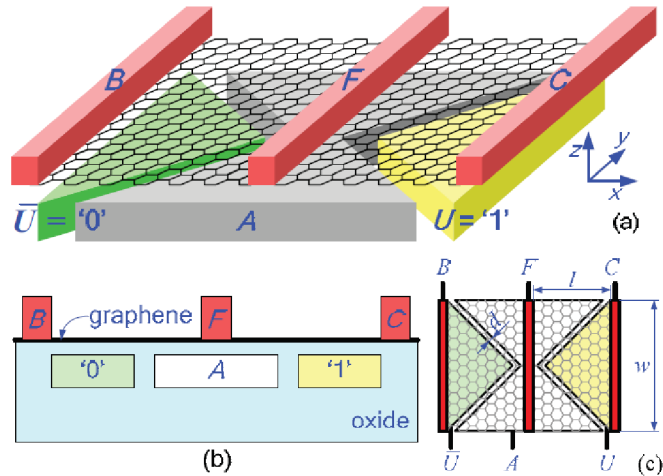 B
F
C
z
y
x
Ū = '0'
A
U = '1'
(a)
B
F
C
graphene
'0'
A
'1'
oxide
(b)
B
F
C
l
w
Ū
A
U
(c)